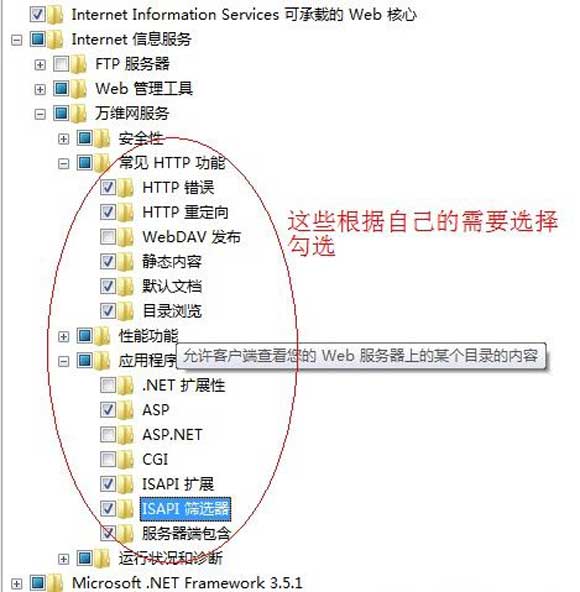 Internet Information Services 可承载的 Web 核心
Internet 信息服务
FTP 服务器
Web 管理工具
万维网服务
安全性
常见 HTTP 功能
HTTP 错误
HTTP 重定向
WebDAV 发布
静态内容
默认文档
目录浏览
这些根据自己的需要选择
勾选
性能功能
允许客户端查看您的 Web 服务器上的某个目录的内容
应用程序
.NET 扩展性
ASP
ASP.NET
CGI
ISAPI 扩展
ISAPI 筛选器
服务器端包含
运行状况和诊断
Microsoft .NET Framework 3.5.1